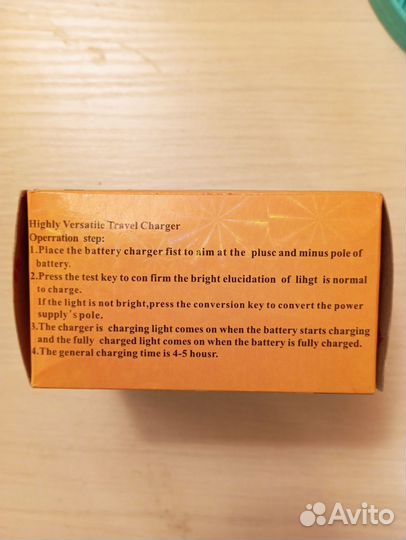 Highly Versatiie Travel Charger
Operration step:
1.Piace the battery charger fist to aim at the plusc and minus pole of
battery.
2.Press the test key to con firm the bright elucidation of lihgt is normal
to charge.
If the light is not bright,press the conversion key to convert the power
supply's pole.
3.The charger is charging light comes on when the battery starts charging
and the fully charged light comes on when the battery is fully charged.
4.The general charging time is 4-5 housr.
Avito